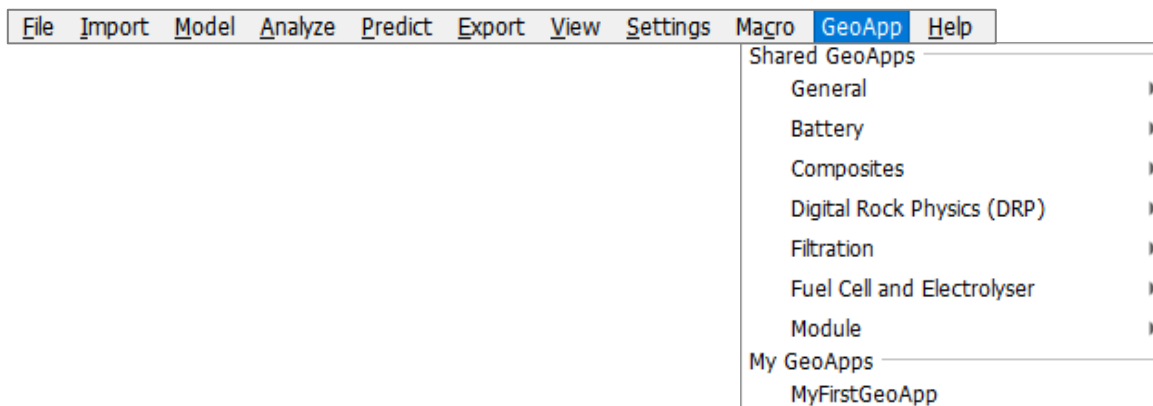 File Import Model Analyze Predict Export View Settings Macro GeoApp Help
Shared GeoApps
General
Battery
Composites
Digital Rock Physics (DRP)
Filtration
Fuel Cell and Electrolyser
Module
My GeoApps
MyFirstGeoApp